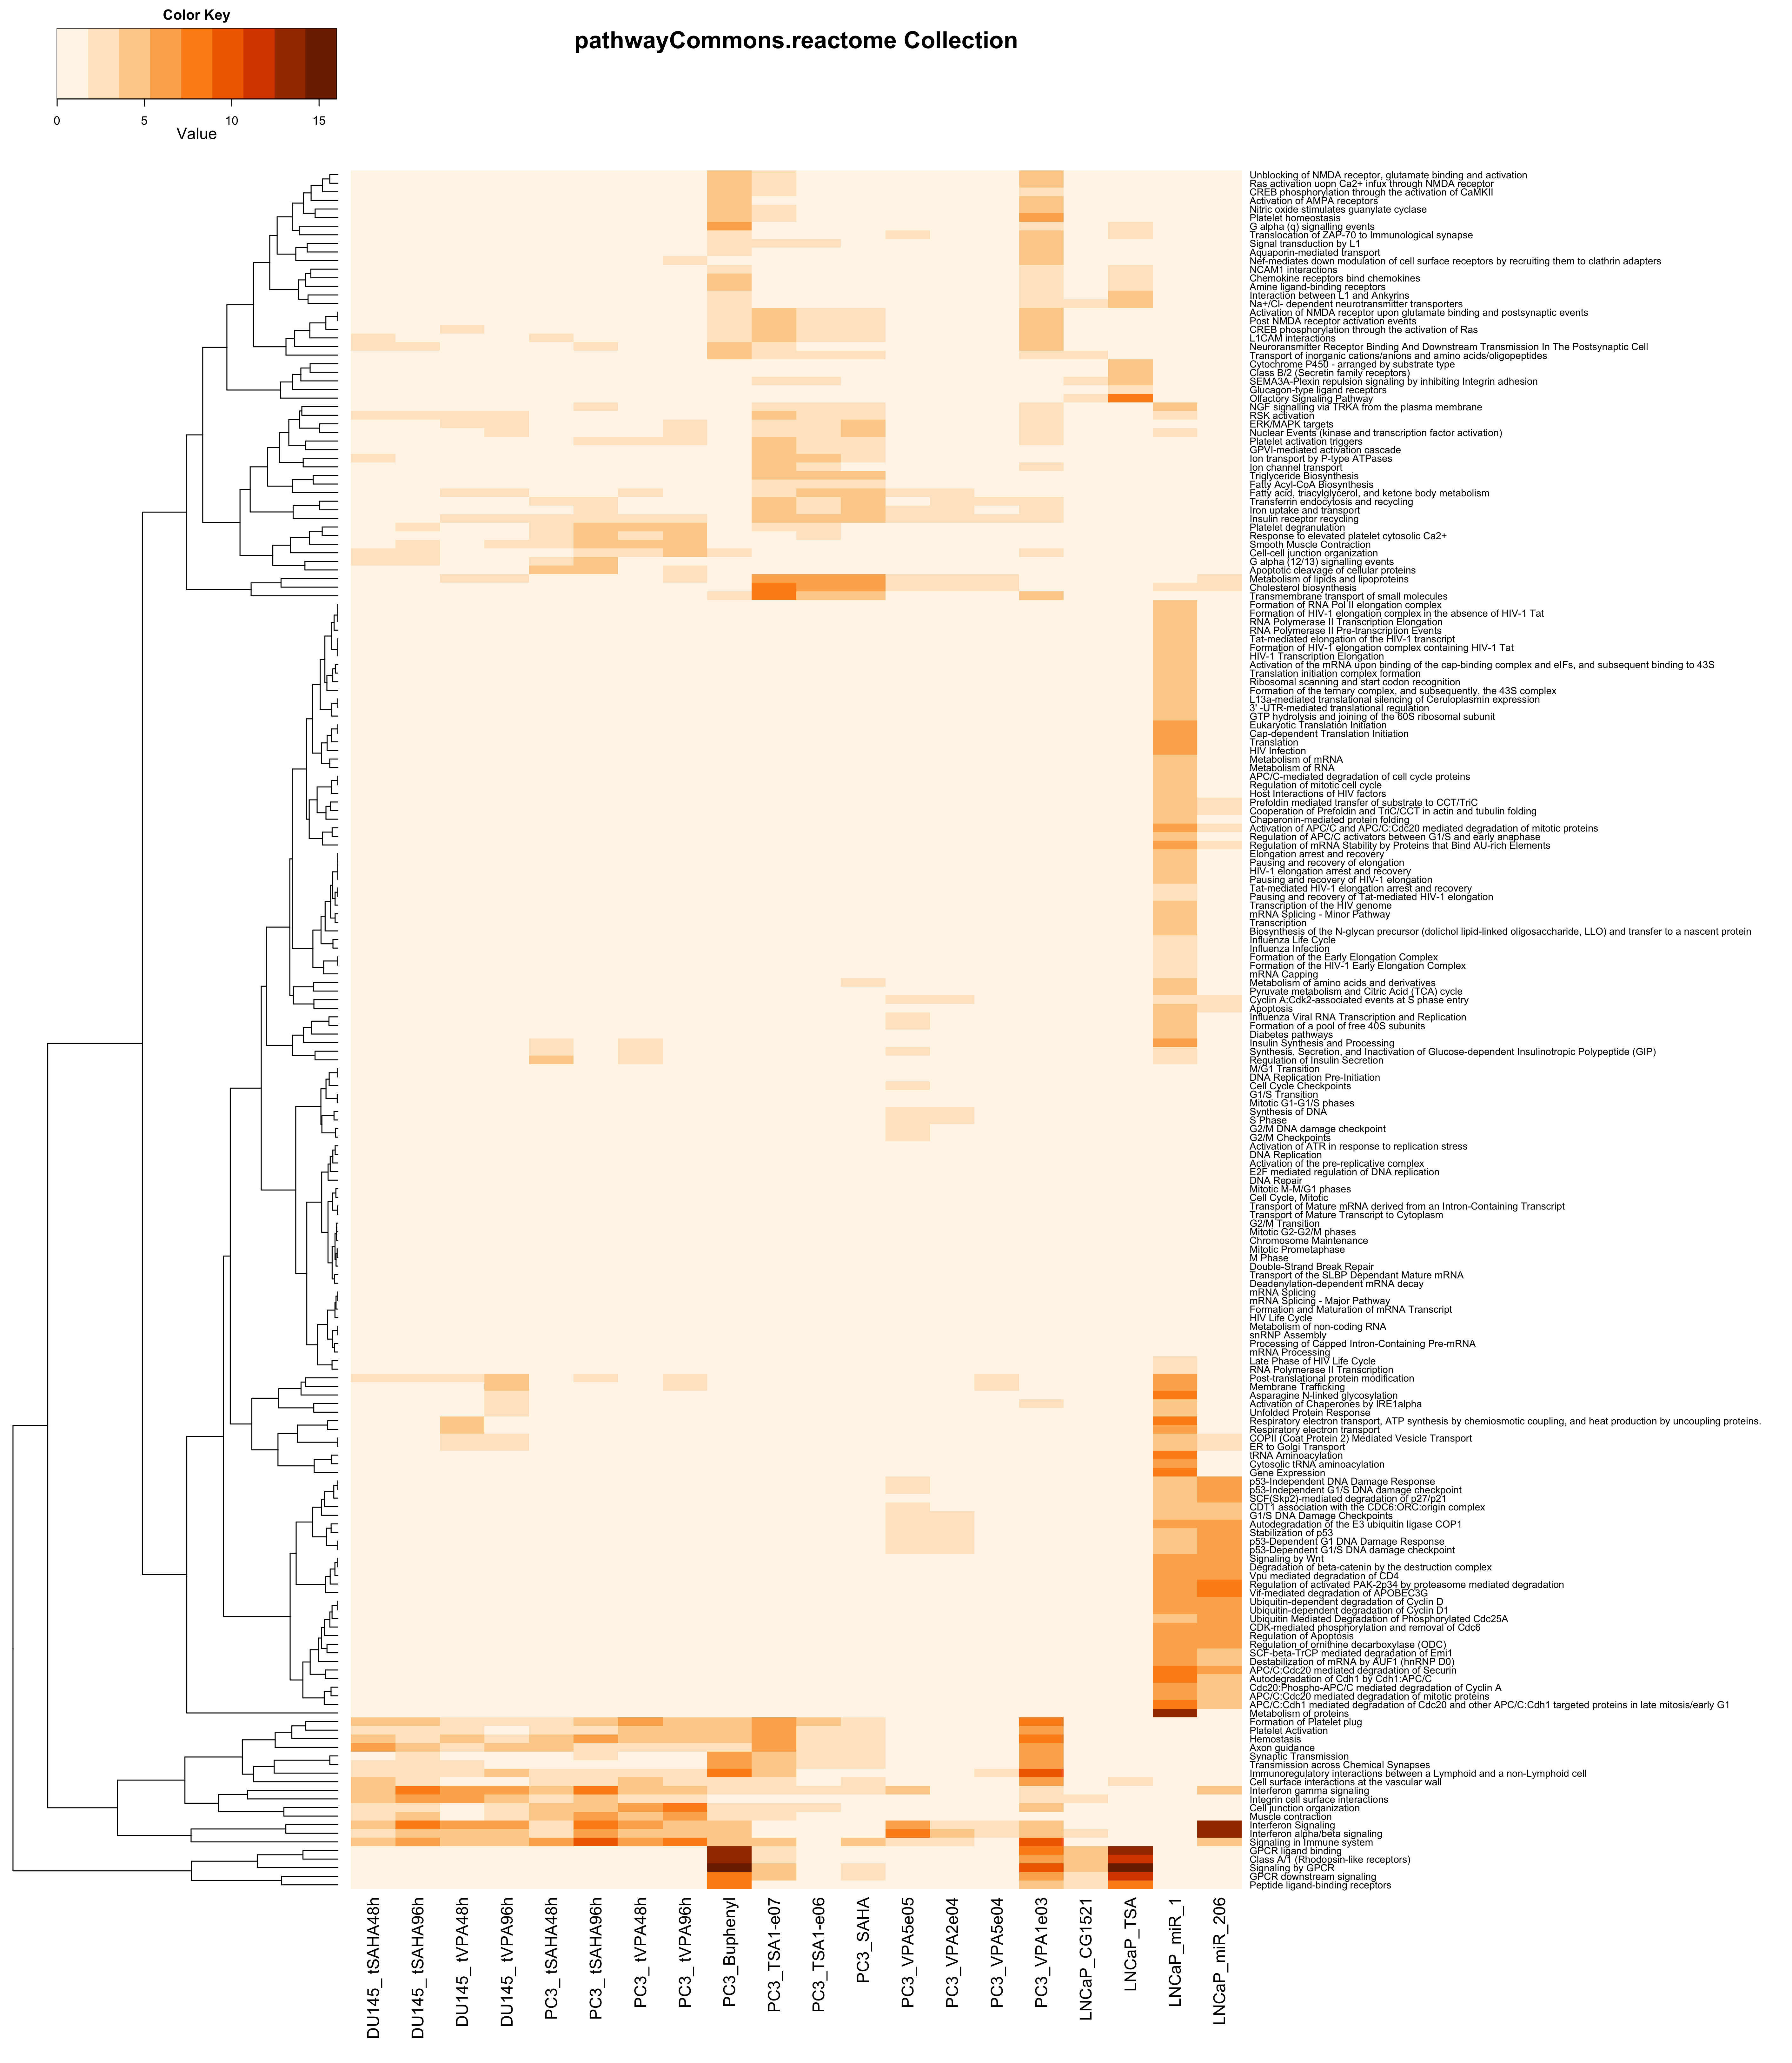 Color Key
pathwayCommons.reactome Collection
0 5 10 15
Value
Unblocking of NMDA receptor, glutamate binding and activation
Ras activation uopn Ca2+ infux through NMDA receptor
CREB phosphorylation through the activation of CaMKII
Activation of AMPA receptors
Nitric oxide stimulates guanylate cyclase
Platelet homeostasis
G alpha (q) signalling events
Translocation of ZAP-70 to Immunological synapse
Signal transduction by L1
Aquaporin-mediated transport
Nef-mediates down modulation of cell surface receptors by recruiting them to clathrin adapters
NCAM1 interactions
Chemokine receptors bind chemokines
Amine ligand-binding receptors
Interaction between L1 and Ankyrins
Na+/Cl- dependent neurotransmitter transporters
Activation of NMDA receptor upon glutamate binding and postsynaptic events
Post NMDA receptor activation events
CREB phosphorylation through the activation of Ras
L1CAM interactions
Neuroransmitter Receptor Binding And Downstream Transmission In The Postsynaptic Cell
Transport of inorganic cations/anions and amino acids/oligopeptides
Cytochrome P450 - arranged by substrate type
Class B/2 (Secretin family receptors)
SEMA3A-Plexin repulsion signaling by inhibiting Integrin adhesion
Glucagon-type ligand receptors
Olfactory Signaling Pathway
NGF signalling via TRKA from the plasma membrane
RSK activation
ERK/MAPK targets
Nuclear Events (kinase and transcription factor activation)
Platelet activation triggers
GPVI-mediated activation cascade
Ion transport by P-type ATPases
Ion channel transport
Triglyceride Biosynthesis
Fatty Acyl-CoA Biosynthesis
Fatty acid, triacylglycerol, and ketone body metabolism
Transferrin endocytosis and recycling
Iron uptake and transport
Insulin receptor recycling
Platelet degranulation
Response to elevated platelet cytosolic Ca2+
Smooth Muscle Contraction
Cell-cell junction organization
G alpha (12/13) signalling events
Apoptotic cleavage of cellular proteins
Metabolism of lipids and lipoproteins
Cholesterol biosynthesis
Transmembrane transport of small molecules
Formation of RNA Pol II elongation complex
Formation of HIV-1 elongation complex in the absence of HIV-1 Tat
RNA Polymerase II Transcription Elongation
RNA Polymerase II Pre-transcription Events
Tat-mediated elongation of the HIV-1 transcript
Formation of HIV-1 elongation complex containing HIV-1 Tat
HIV-1 Transcription Elongation
Activation of the mRNA upon binding of the cap-binding complex and eIFs, and subsequent binding to 43S
Translation initiation complex formation
Ribosomal scanning and start codon recognition
Formation of the ternary complex, and subsequently, the 43S complex
L13a-mediated translational silencing of Ceruloplasmin expression
3' -UTR-mediated translational regulation
GTP hydrolysis and joining of the 60S ribosomal subunit
Eukaryotic Translation Initiation
Cap-dependent Translation Initiation
Translation
HIV Infection
Metabolism of mRNA
Metabolism of RNA
APC/C-mediated degradation of cell cycle proteins
Regulation of mitotic cell cycle
Host Interactions of HIV factors
Prefoldin mediated transfer of substrate to CCT/TriC
Cooperation of Prefoldin and TriC/CCT in actin and tubulin folding
Chaperonin-mediated protein folding
Activation of APC/C and APC/C:Cdc20 mediated degradation of mitotic proteins
Regulation of APC/C activators between G1/S and early anaphase
Regulation of mRNA Stability by Proteins that Bind AU-rich Elements
Elongation arrest and recovery
Pausing and recovery of elongation
HIV-1 elongation arrest and recovery
Pausing and recovery of HIV-1 elongation
Tat-mediated HIV-1 elongation arrest and recovery
Pausing and recovery of Tat-mediated HIV-1 elongation
Transcription of the HIV genome
mRNA Splicing - Minor Pathway
Transcription
Biosynthesis of the N-glycan precursor (dolichol lipid-linked oligosaccharide, LLO) and transfer to a nascent protein
Influenza Life Cycle
Influenza Infection
Formation of the Early Elongation Complex
Formation of the HIV-1 Early Elongation Complex
mRNA Capping
Metabolism of amino acids and derivatives
Pyruvate metabolism and Citric Acid (TCA) cycle
Cyclin A:Cdk2-associated events at S phase entry
Apoptosis
Influenza Viral RNA Transcription and Replication
Formation of a pool of free 40S subunits
Diabetes pathways
Insulin Synthesis and Processing
Synthesis, Secretion, and Inactivation of Glucose-dependent Insulinotropic Polypeptide (GIP)
Regulation of Insulin Secretion
M/G1 Transition
DNA Replication Pre-Initiation
Cell Cycle Checkpoints
G1/S Transition
Mitotic G1-G1/S phases
Synthesis of DNA
S Phase
G2/M DNA damage checkpoint
G2/M Checkpoints
Activation of ATR in response to replication stress
DNA Replication
Activation of the pre-replicative complex
E2F mediated regulation of DNA replication
DNA Repair
Mitotic M-M/G1 phases
Cell Cycle, Mitotic
Transport of Mature mRNA derived from an Intron-Containing Transcript
Transport of Mature Transcript to Cytoplasm
G2/M Transition
Mitotic G2-G2/M phases
Chromosome Maintenance
Mitotic Prometaphase
M Phase
Double-Strand Break Repair
Transport of the SLBP Dependant Mature mRNA
Deadenylation-dependent mRNA decay
mRNA Splicing
mRNA Splicing - Major Pathway
Formation and Maturation of mRNA Transcript
HIV Life Cycle
Metabolism of non-coding RNA
snRNP Assembly
Processing of Capped Intron-Containing Pre-mRNA
mRNA Processing
Late Phase of HIV Life Cycle
RNA Polymerase II Transcription
Post-translational protein modification
Membrane Trafficking
Asparagine N-linked glycosylation
Activation of Chaperones by IRE1alpha
Unfolded Protein Response
Respiratory electron transport, ATP synthesis by chemiosmotic coupling, and heat production by uncoupling proteins.
Respiratory electron transport
COPII (Coat Protein 2) Mediated Vesicle Transport
ER to Golgi Transport
tRNA Aminoacylation
Cytosolic tRNA aminoacylation
Gene Expression
p53-Independent DNA Damage Response
p53-Independent G1/S DNA damage checkpoint
SCF(Skp2)-mediated degradation of p27/p21
CDT1 association with the CDC6:ORC:origin complex
G1/S DNA Damage Checkpoints
Autodegradation of the E3 ubiquitin ligase COP1
Stabilization of p53
p53-Dependent G1 DNA Damage Response
p53-Dependent G1/S DNA damage checkpoint
Signaling by Wnt
Degradation of beta-catenin by the destruction complex
Vpu mediated degradation of CD4
Regulation of activated PAK-2p34 by proteasome mediated degradation
Vif-mediated degradation of APOBEC3G
Ubiquitin-dependent degradation of Cyclin D
Ubiquitin-dependent degradation of Cyclin D1
Ubiquitin Mediated Degradation of Phosphorylated Cdc25A
CDK-mediated phosphorylation and removal of Cdc6
Regulation of Apoptosis
Regulation of ornithine decarboxylase (ODC)
SCF-beta-TrCP mediated degradation of Emi1
Destabilization of mRNA by AUF1 (hnRNP D0)
APC/C:Cdc20 mediated degradation of Securin
Autodegradation of Cdh1 by Cdh1:APC/C
Cdc20:Phospho-APC/C mediated degradation of Cyclin A
APC/C:Cdc20 mediated degradation of mitotic proteins
APC/C:Cdh1 mediated degradation of Cdc20 and other APC/C:Cdh1 targeted proteins in late mitosis/early G1
Metabolism of proteins
Formation of Platelet plug
Platelet Activation
Hemostasis
Axon guidance
Synaptic Transmission
Transmission across Chemical Synapses
Immunoregulatory interactions between a Lymphoid and a non-Lymphoid cell
Cell surface interactions at the vascular wall
Interferon gamma signaling
Integrin cell surface interactions
Cell junction organization
Muscle contraction
Interferon Signaling
Interferon alpha/beta signaling
Signaling in Immune system
GPCR ligand binding
Class A/1 (Rhodopsin-like receptors)
Signaling by GPCR
GPCR downstream signaling
Peptide ligand-binding receptors
DU145_ tSAHA48h
DU145_ tSAHA96h
DU145_ tVPA48h
DU145_ tVPA96h
PC3_ tSAHA48h
PC3_ tSAHA96h
PC3_ tVPA48h
PC3_ tVPA96h
PC3_Buphenyl
PC3_TSA1-e07
PC3_TSA1-e06
PC3_SAHA
PC3_VPA5e05
PC3_VPA2e04
PC3_VPA5e04
PC3_VPA1e03
LNCaP_CG1521
LNCaP_TSA
LNCaP_miR_1
LNCaP_miR_206